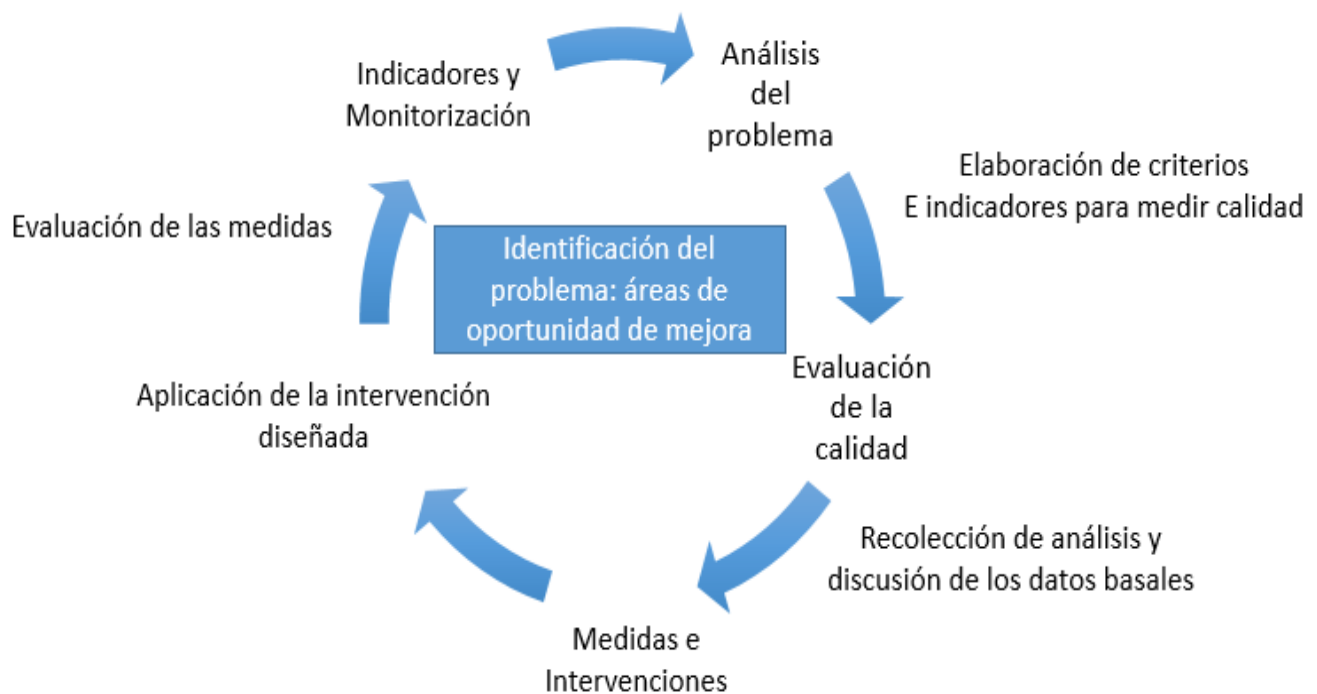 Indicadores y
Monitorización
Análisis
del
problema
Elaboración de criterios
E indicadores para medir calidad
Evaluación de las medidas
Identificación del
problema: áreas de
oportunidad de mejora
Evaluación
de la
calidad
Aplicación de la intervención
diseñada
Recolección de análisis y
discusión de los datos basales
Medidas e
Intervenciones